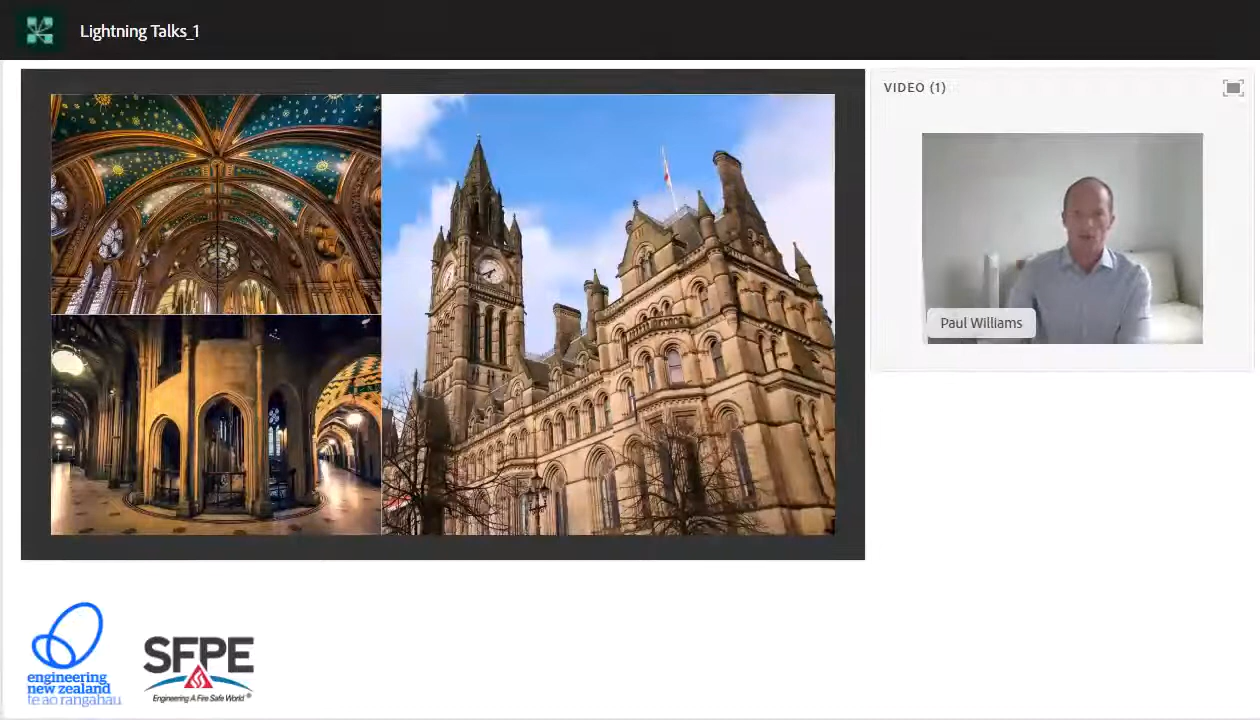 Lightning Talks_1
VIDEO (1)
Paul Williams
engineering
new zealand
te ao rangahau
SFPE
Engineering A Fire Safe World ®